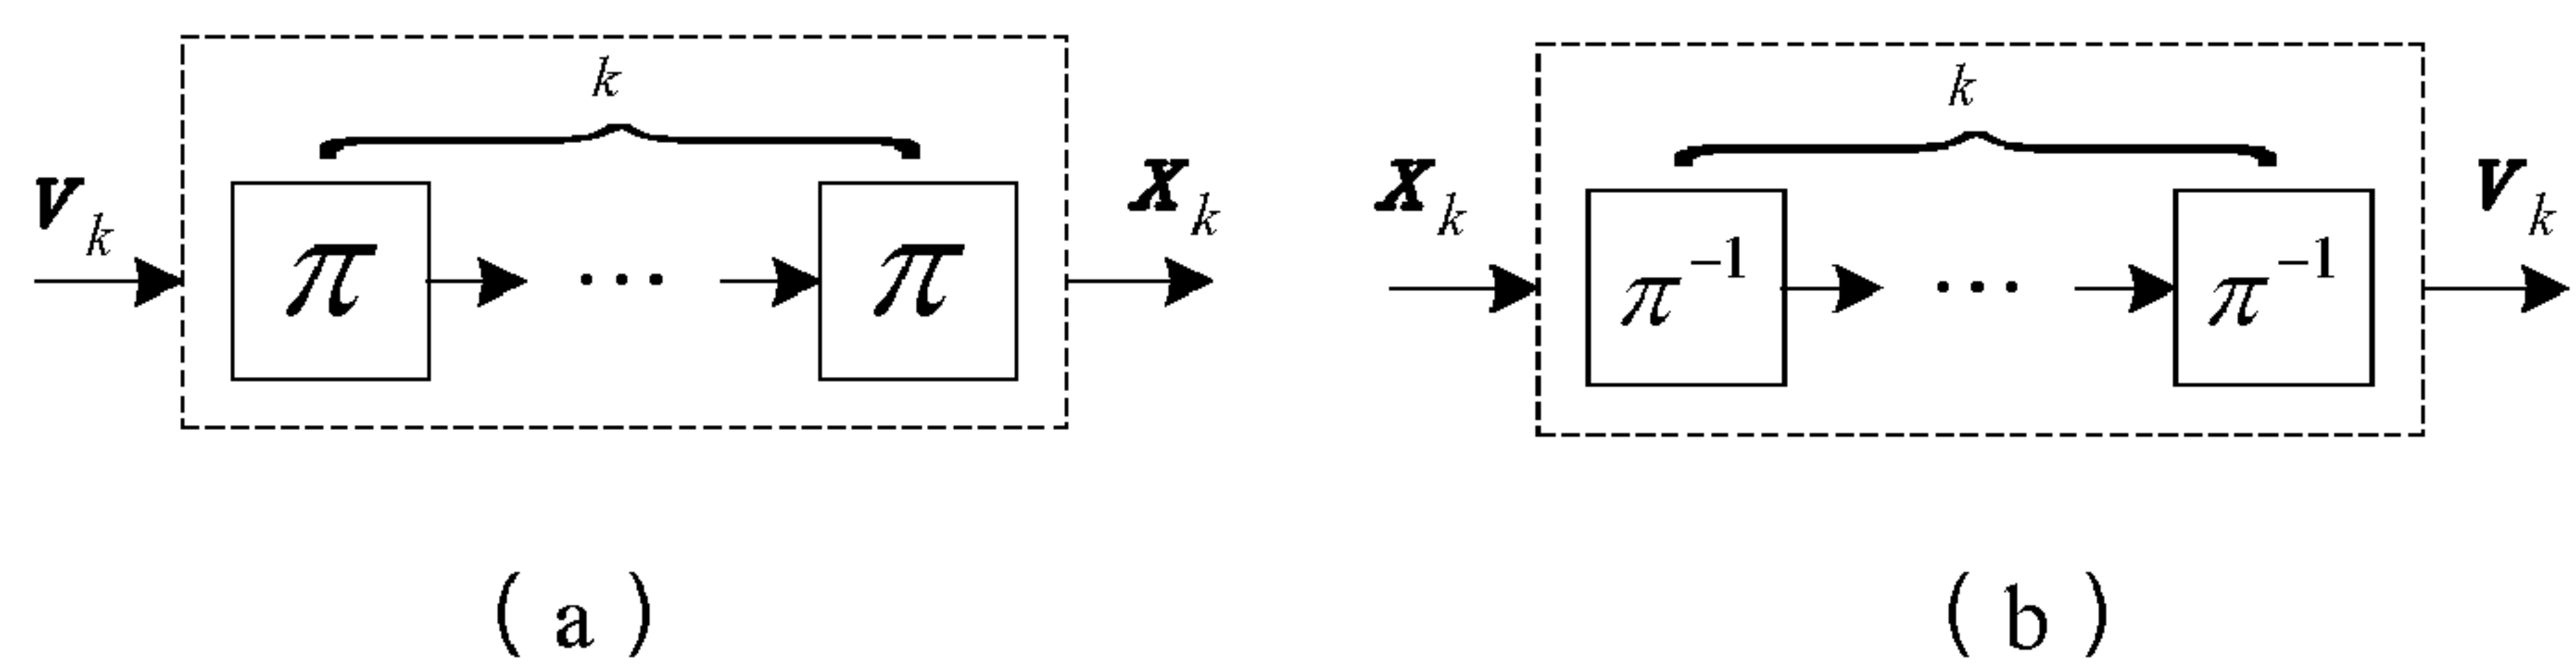 k k
v_k π ··· π x_k x_k π⁻¹ ··· π⁻¹ v_k
( a ) ( b )